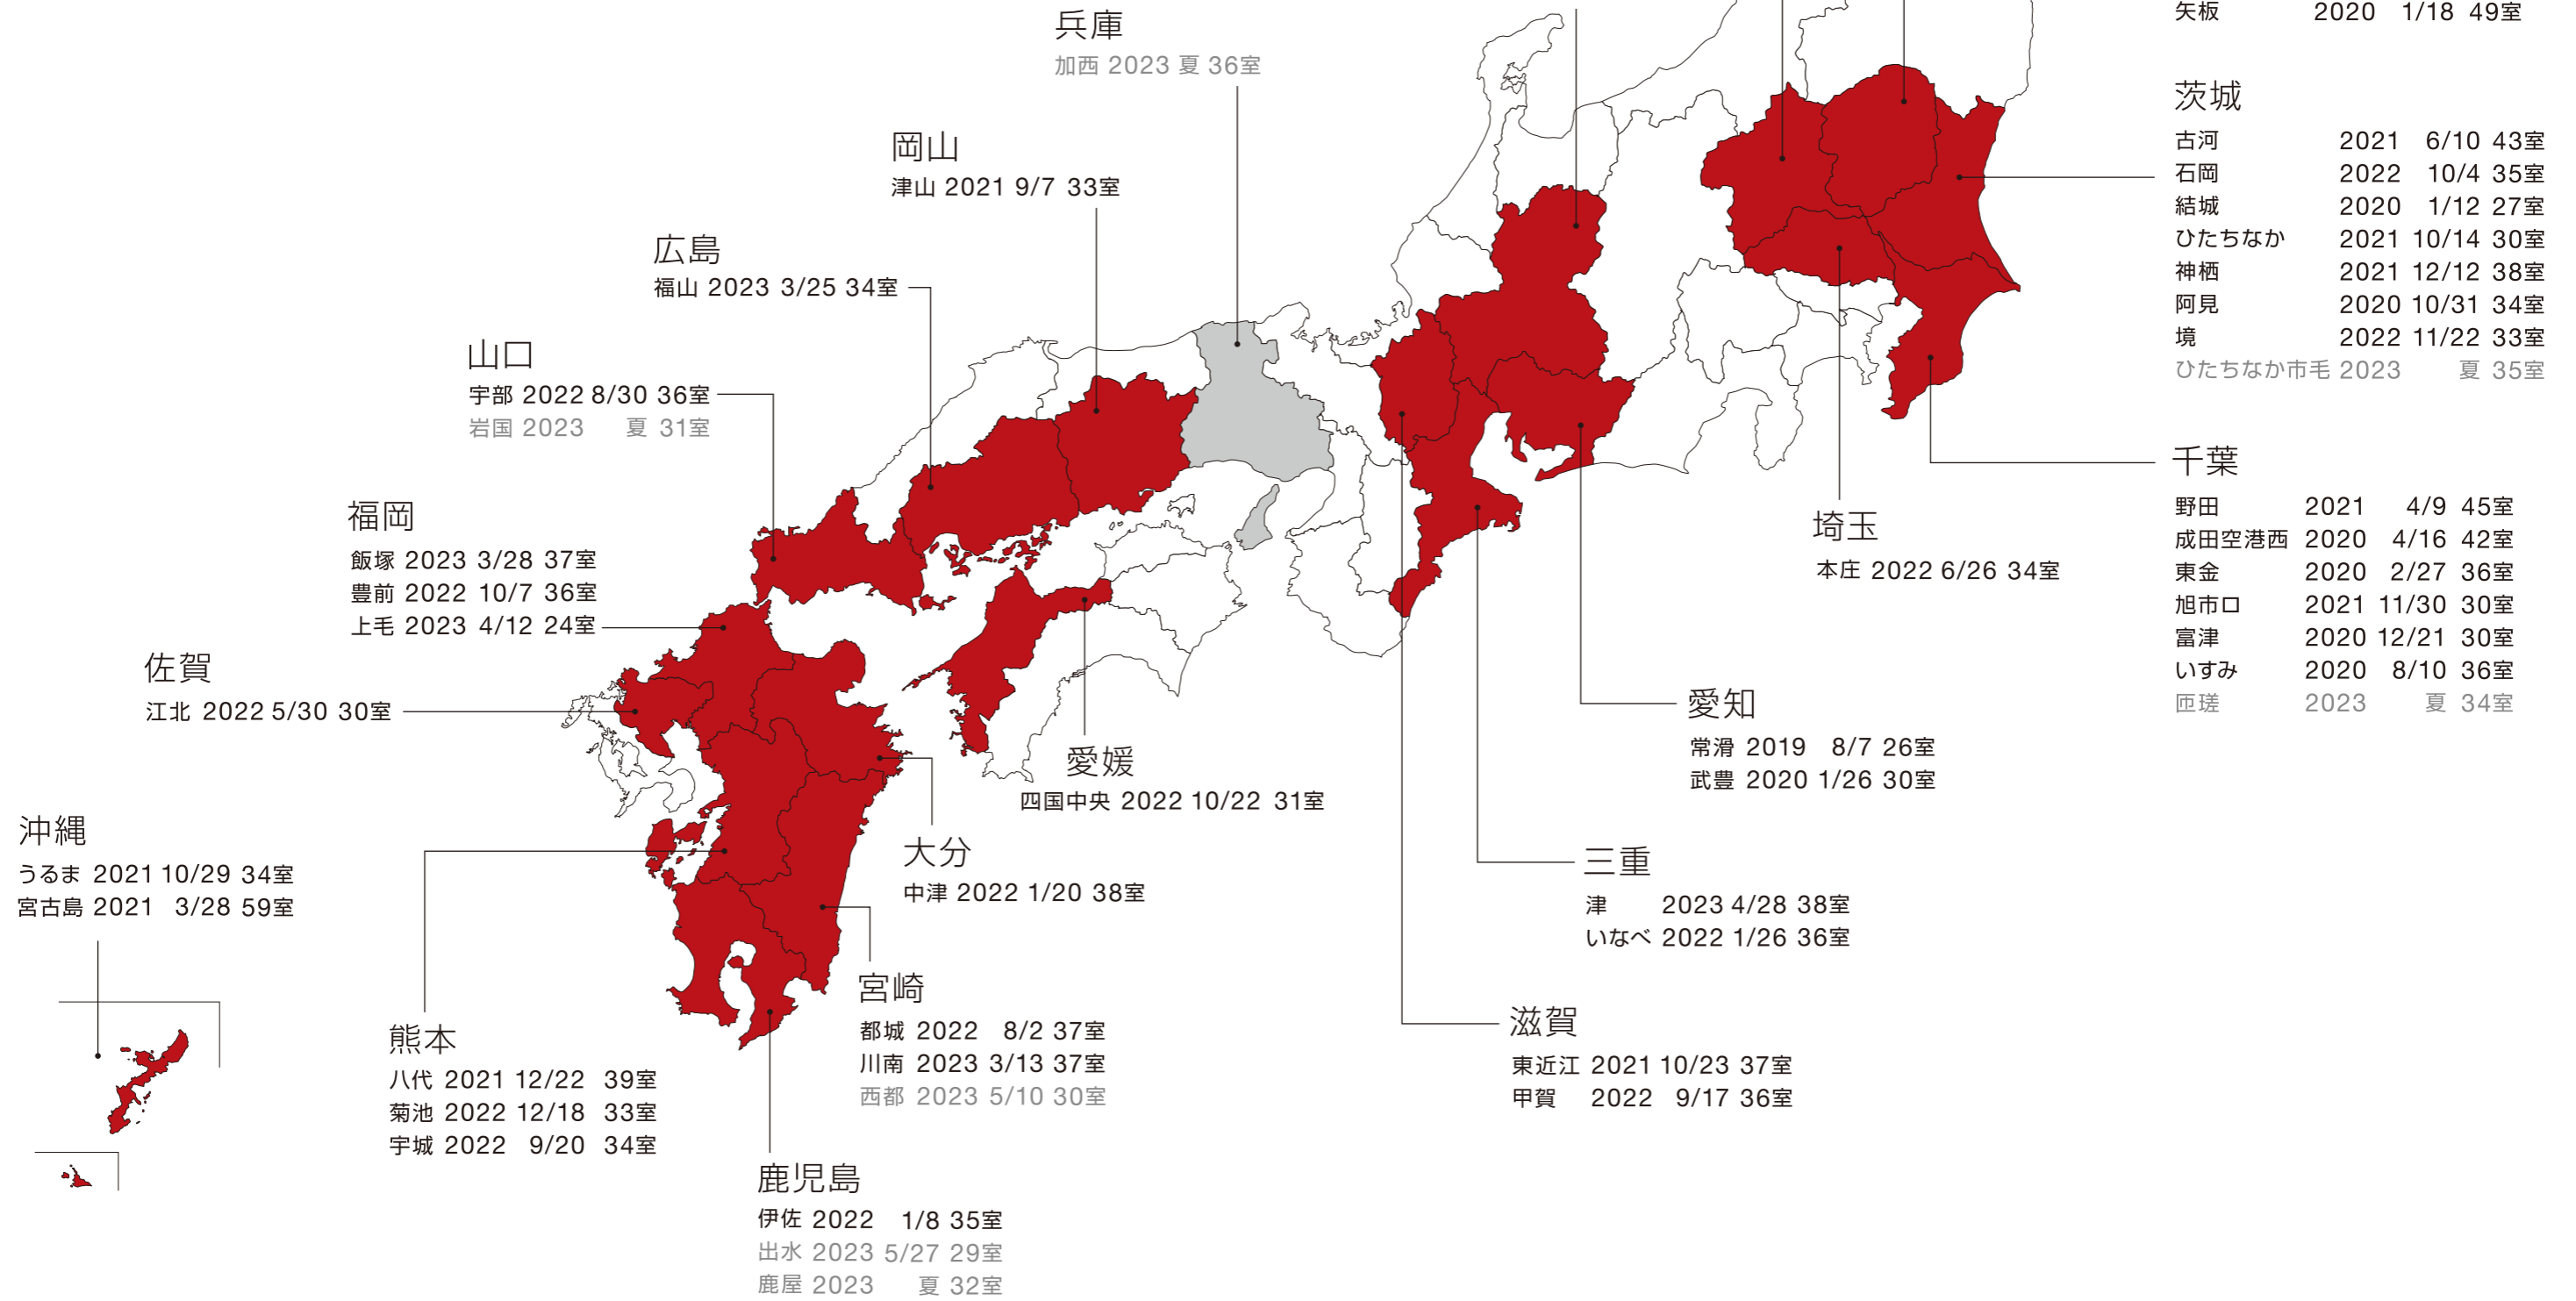 兵庫
加西 2023 夏 36室
岡山
津山 2021 9/7 33室
広島
福山 2023 3/25 34室
山口
宇部 2022 8/30 36室
岩国 2023 夏 31室
福岡
飯塚 2023 3/28 37室
豊前 2022 10/7 36室
上毛 2023 4/12 24室
佐賀
江北 2022 5/30 30室
沖縄
うるま 2021 10/29 34室
宮古島 2021 3/28 59室
熊本
八代 2021 12/22 39室
菊池 2022 12/18 33室
宇城 2022 9/20 34室
鹿児島
伊佐 2022 1/8 35室
出水 2023 5/27 29室
鹿屋 2023 夏 32室
宮崎
都城 2022 8/2 37室
川南 2023 3/13 37室
西都 2023 5/10 30室
大分
中津 2022 1/20 38室
愛媛
四国中央 2022 10/22 31室
滋賀
東近江 2021 10/23 37室
甲賀 2022 9/17 36室
三重
津 2023 4/28 38室
いなべ 2022 1/26 36室
愛知
常滑 2019 8/7 26室
武豊 2020 1/26 30室
埼玉
本庄 2022 6/26 34室
矢板 2020 1/18 49室
茨城
古河 2021 6/10 43室
石岡 2022 10/4 35室
結城 2020 1/12 27室
ひたちなか 2021 10/14 30室
神栖 2021 12/12 38室
阿見 2020 10/31 34室
境 2022 11/22 33室
ひたちなか市毛 2023 夏 35室
千葉
野田 2021 4/9 45室
成田空港西 2020 4/16 42室
東金 2020 2/27 36室
旭市口 2021 11/30 30室
富津 2020 12/21 30室
いすみ 2020 8/10 36室
匝瑳 2023 夏 34室